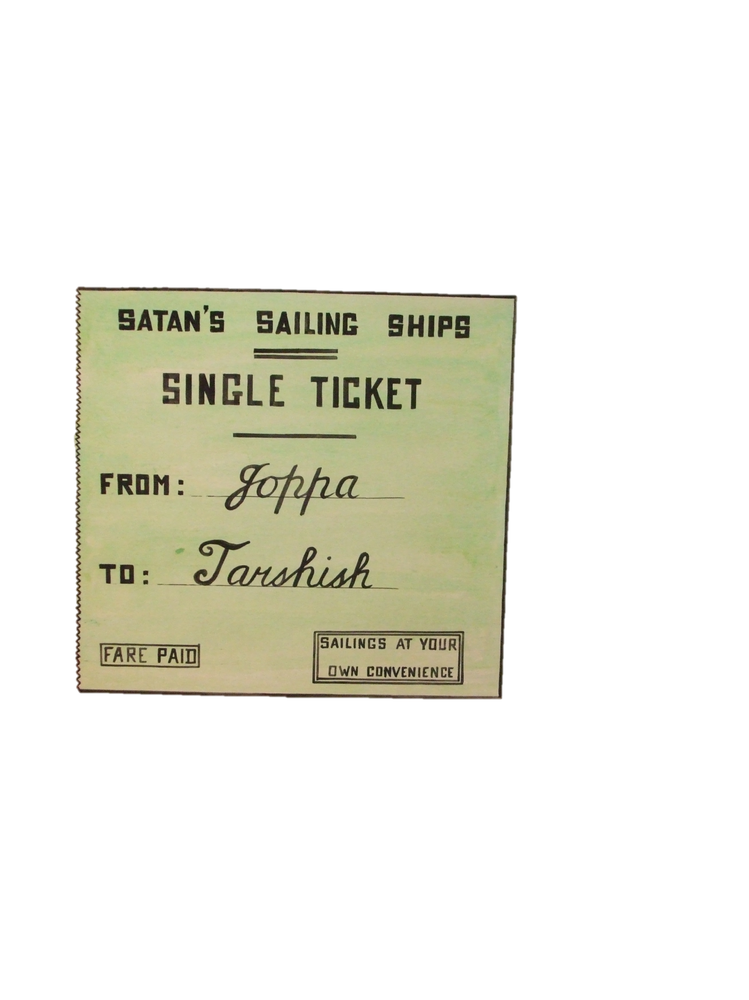 SATAN'S SAILING SHIPS
SINGLE TICKET
FROM: Joppa
TO: Tarshish
FARE PAID
SAILINGS AT YOUR
OWN CONVENIENCE